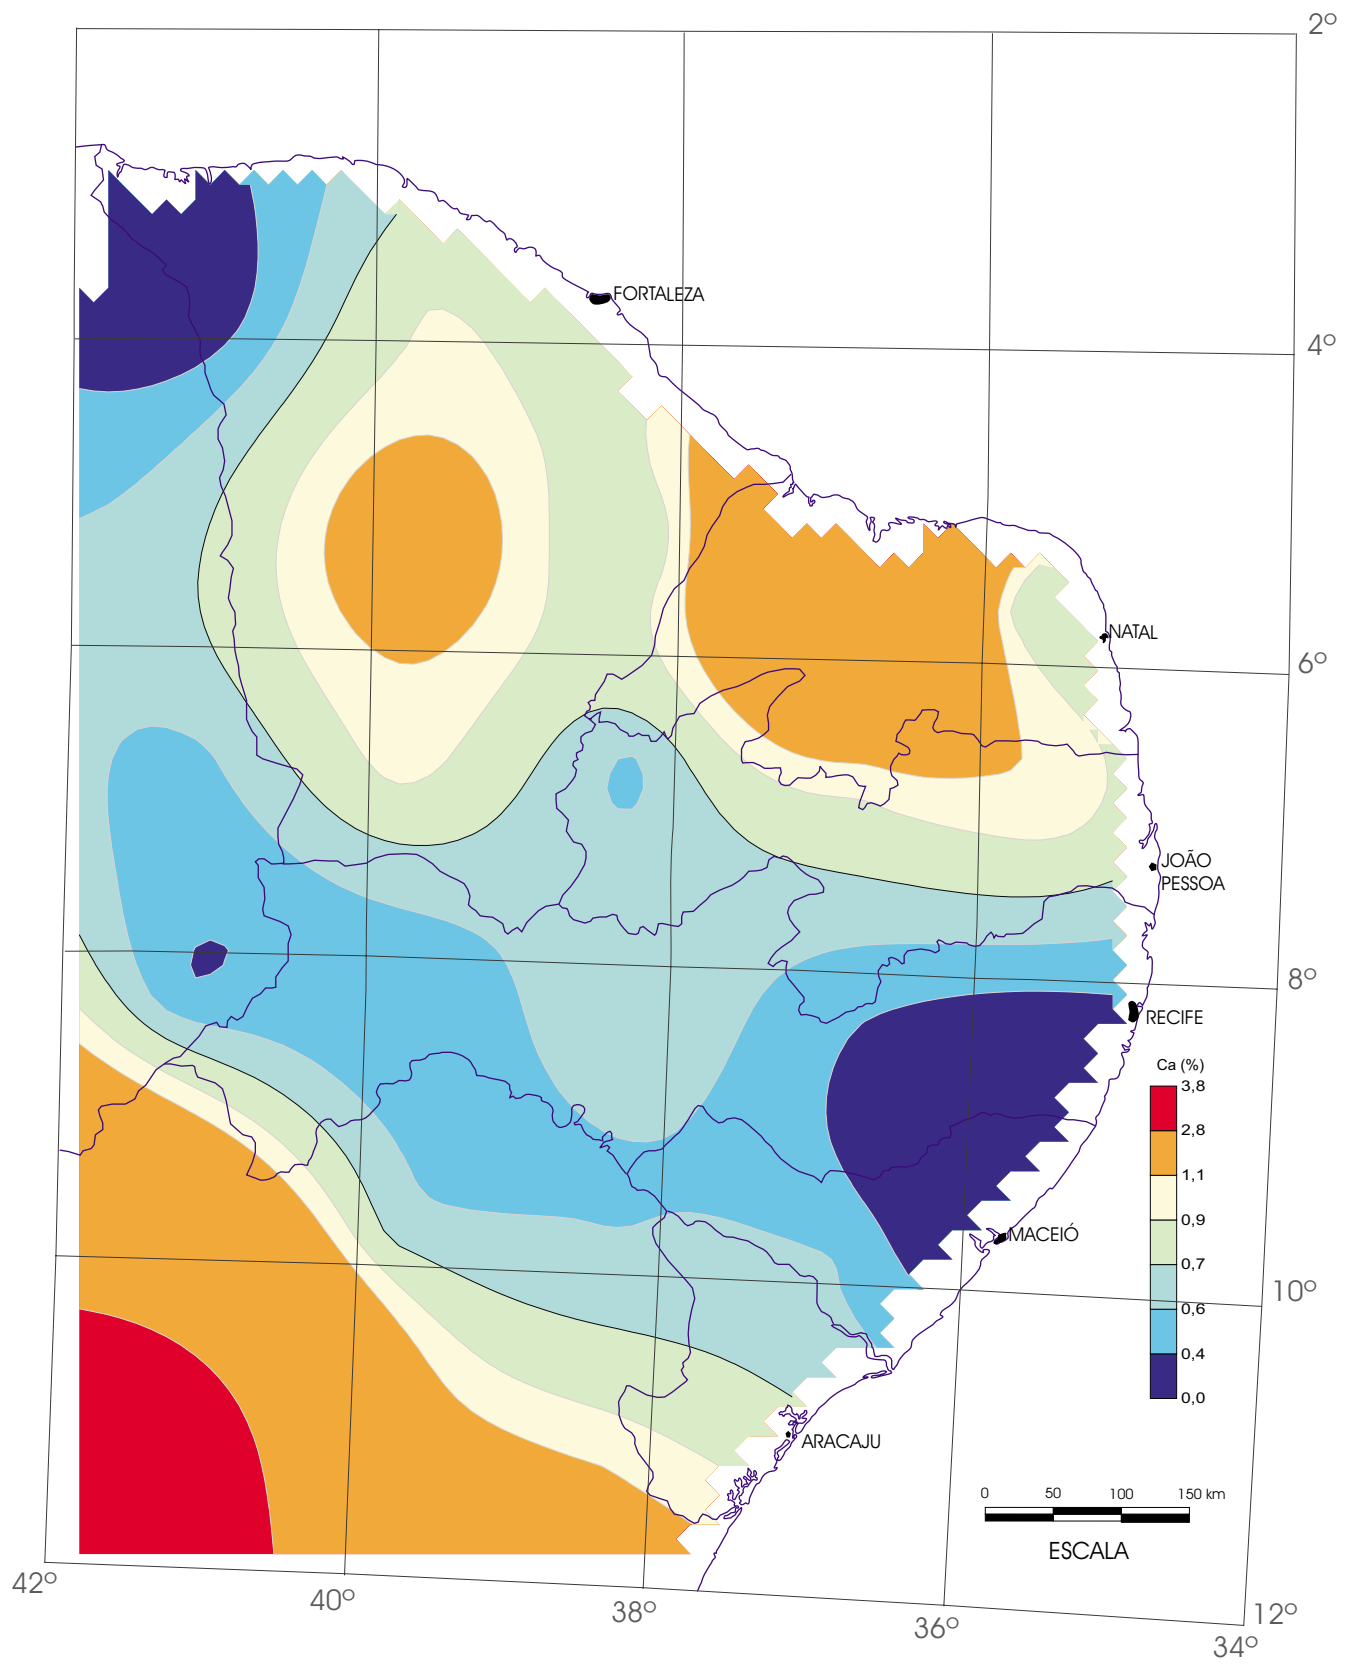 2º
FORTALEZA
4º
NATAL
6º
JOÃO
PESSOA
8º
RECIFE
Ca (%)
3,8
2,8
1,1
0,9
MACEIÓ
0,7
10º
0,6
0,4
0,0
ARACAJU
0 50 100 150 km
ESCALA
42º
40º
38º
36º
12º
34º